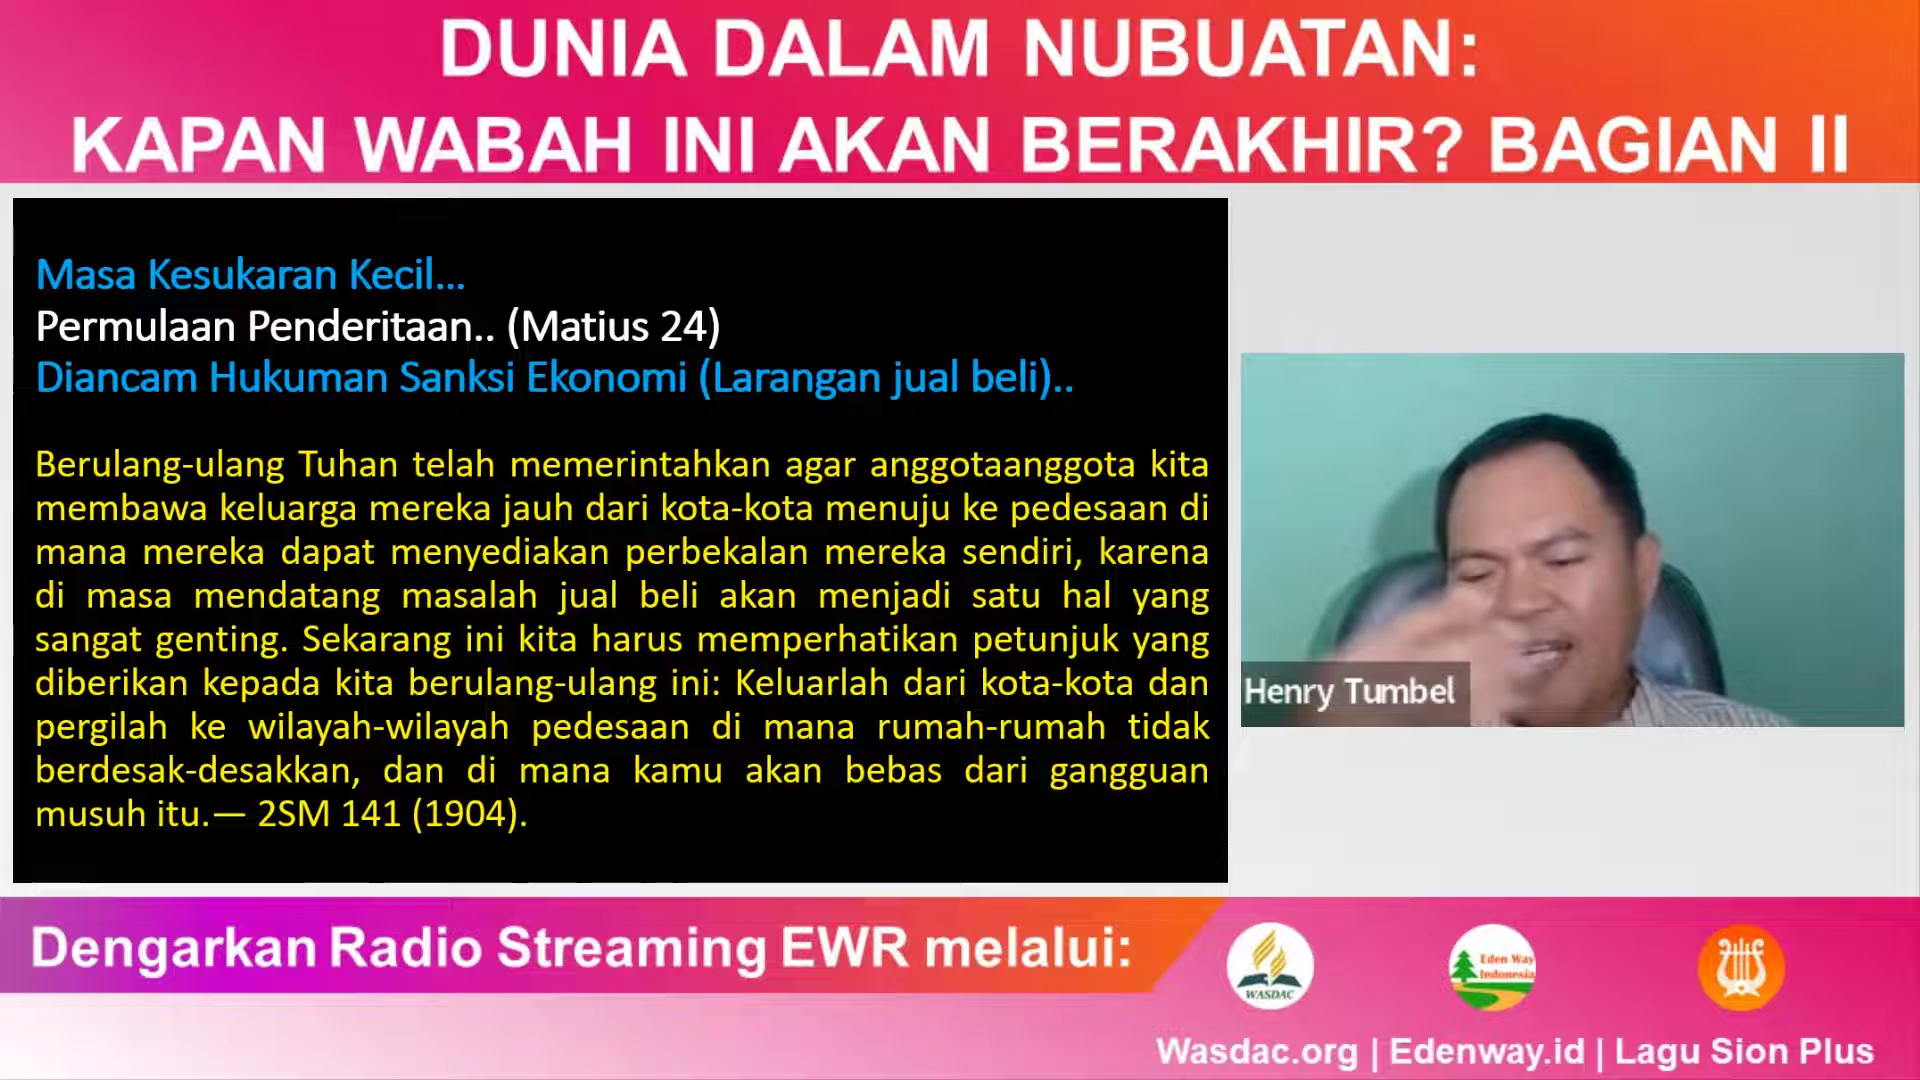 DUNIA DALAM NUBUATAN:
KAPAN WABAH INI AKAN BERAKHIR? BAGIAN II
Masa Kesukaran Kecil...
Permulaan Penderitaan.. (Matius 24)
Diancam Hukuman Sanksi Ekonomi (Larangan jual beli)..
Berulang-ulang Tuhan telah memerintahkan agar anggotaanggota kita
membawa keluarga mereka jauh dari kota-kota menuju ke pedesaan di
mana mereka dapat menyediakan perbekalan mereka sendiri, karena
di masa mendatang masalah jual beli akan menjadi satu hal yang
sangat genting. Sekarang ini kita harus memperhatikan petunjuk yang
diberikan kepada kita berulang-ulang ini: Keluarlah dari kota-kota dan
pergilah ke wilayah-wilayah pedesaan di mana rumah-rumah tidak
berdesak-desakkan, dan di mana kamu akan bebas dari gangguan
musuh itu.— 2SM 141 (1904).
Henry Tumbel
Dengarkan Radio Streaming EWR melalui:
WASDAC
Eden Way
Indonesia
Wasdac.org | Edenway.id | Lagu Sion Plus